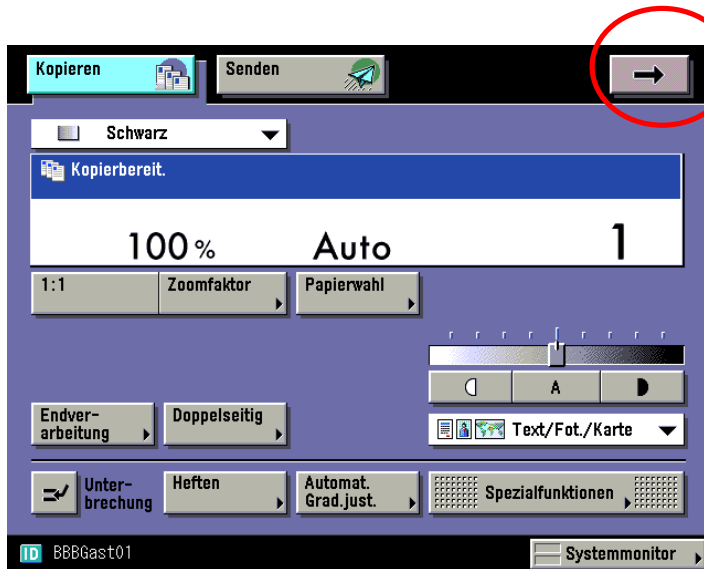 Kopieren
Senden
Schwarz
Kopierbereit.
100 % Auto 1
1:1
Zoomfaktor
Papierwahl
A
Endver-
arbeitung
Doppelseitig
Text/Fot./Karte
Unter-
brechung
Heften
Automat.
Grad.just.
Spezialfunktionen
ID BBBGast01
Systemmonitor